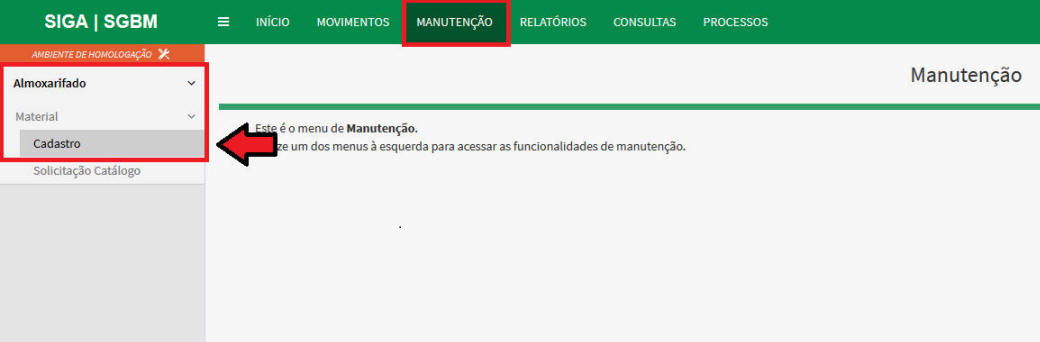 SIGA | SGBM
INÍCIO MOVIMENTOS MANUTENÇÃO RELATÓRIOS CONSULTAS PROCESSOS
AMBIENTE DE HOMOLOGAÇÃO
Almoxarifado
Material
Cadastro
Solicitação Catálogo
Manutenção
Este é o menu de Manutenção.
um dos menus à esquerda para acessar as funcionalidades de manutenção.